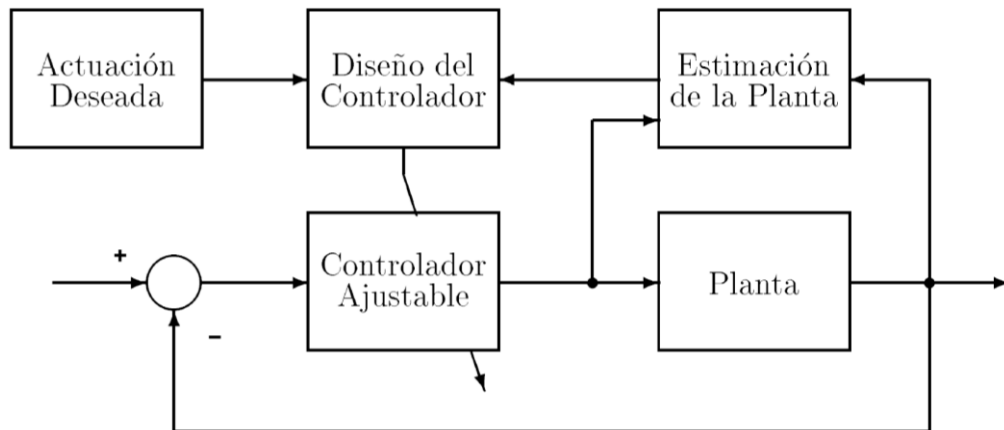 Actuación
Deseada
Diseño del
Controlador
Estimación
de la Planta
+
-
Controlador
Ajustable
Planta